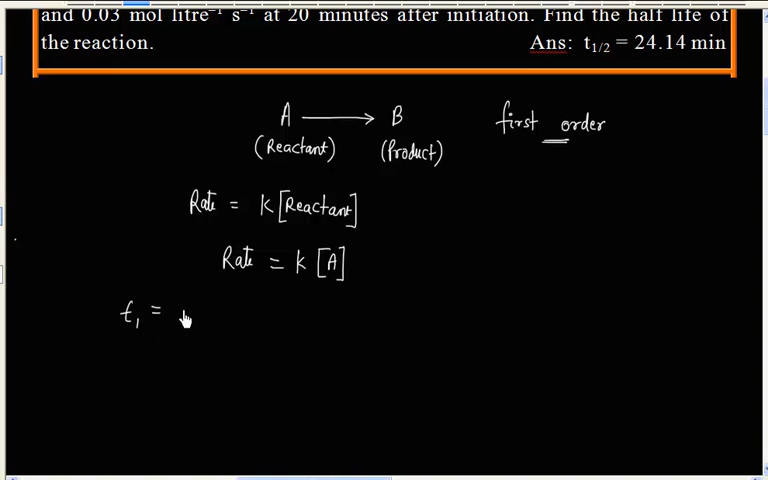 and 0.03 mol litre⁻¹ s⁻¹ at 20 minutes after initiation. Find the half life of
the reaction. Ans: t₁/₂ = 24.14 min
A ⟶ B first order
(Reactant) (Product)
Rate = K [Reactant]
Rate = K [A]
t₁ =